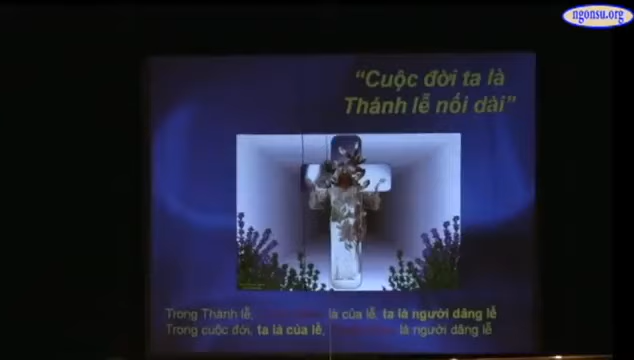 ngonsu.org
“Cuộc đời ta là
Thánh lễ nối dài”
Trong Thánh lễ, là của lễ, ta là người dâng lễ
Trong cuộc đời, ta là của lễ, là người dâng lễ